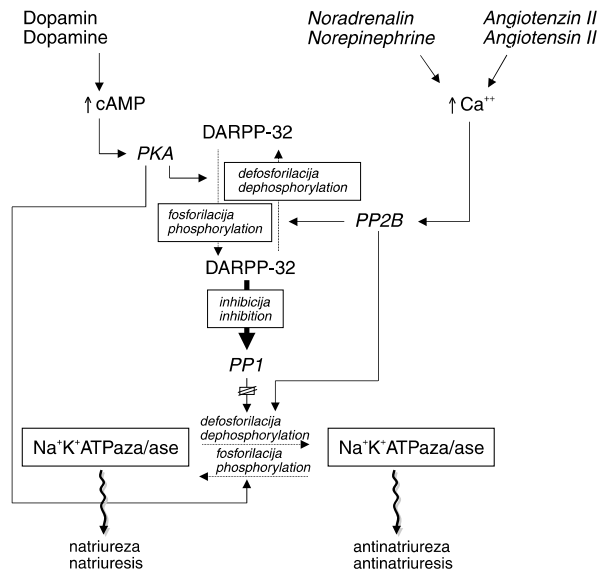 Dopamin
Dopamine
Noradrenalin
Norepinephrine
Angiotenzin II
Angiotensin II
↑ cAMP
↑ Ca⁺⁺
DARPP-32
PKA
defosforilacija
dephosphorylation
fosforilacija
phosphorylation
PP2B
DARPP-32
inhibicija
inhibition
PP1
defosforilacija
dephosphorylation
Na⁺K⁺ATPaza/ase
fosforilacija
phosphorylation
Na⁺K⁺ATPaza/ase
natriureza
natriuresis
antinatriureza
antinatriuresis